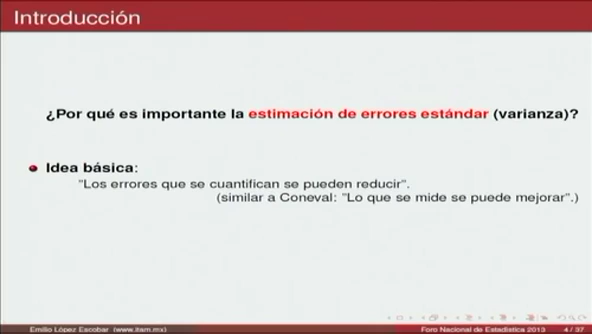 Introducción
¿Por qué es importante la estimación de errores estándar (varianza)?
Idea básica:
"Los errores que se cuantifican se pueden reducir".
(similar a Coneval: "Lo que se mide se puede mejorar".)
Emilio López Escobar (www.itam.mx)
Foro Nacional de Estadística 2013
4 / 37